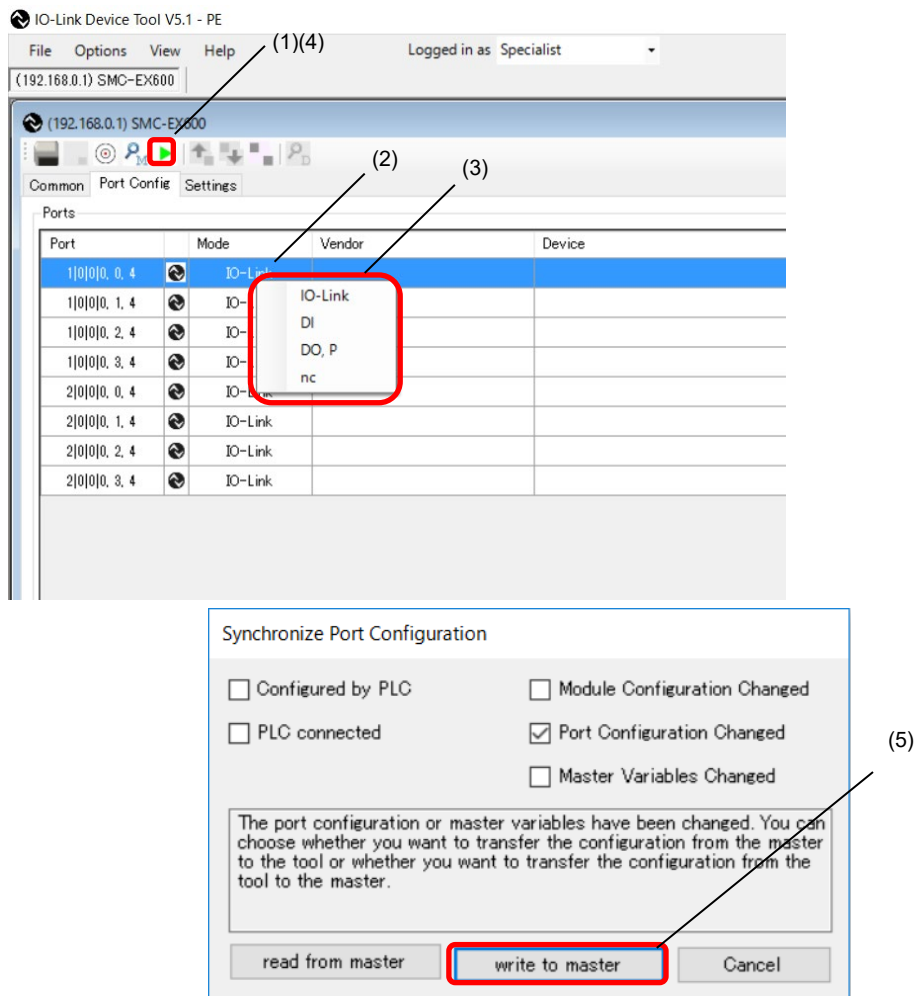 IO-Link Device Tool V5.1 - PE
File Options View Help (1)(4) Logged in as Specialist
(192.168.0.1) SMC-EX600
(192.168.0.1) SMC-EX600
(2)
(3)
Common Port Config Settings
Ports
Port Mode Vendor Device
1|0|0|0, 0, 4 IO-Link
1|0|0|0, 1, 4 IO-
1|0|0|0, 2, 4 IO-
1|0|0|0, 3, 4 IO-
2|0|0|0, 0, 4 IO-Link
2|0|0|0, 1, 4 IO-Link
2|0|0|0, 2, 4 IO-Link
2|0|0|0, 3, 4 IO-Link
IO-Link
DI
DO, P
nc
Synchronize Port Configuration
Configured by PLC Module Configuration Changed
PLC connected Port Configuration Changed
(5)
Master Variables Changed
The port configuration or master variables have been changed. You can
choose whether you want to transfer the configuration from the master
to the tool or whether you want to transfer the configuration from the
tool to the master.
read from master write to master Cancel